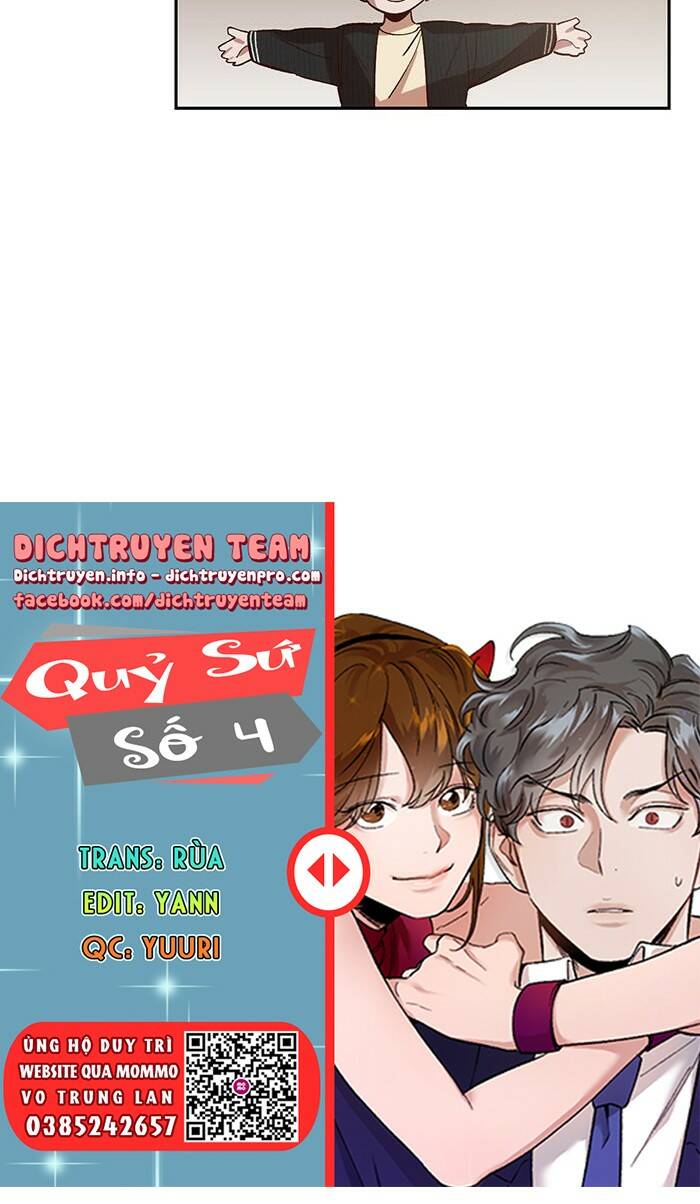 DICHTRUYEN TEAM
Dichtruyen.info - dichtruyenpro.com
facebook.com/dichtruyenteam
Quỷ Sứ
Số 4
TRANS: RÙA
EDIT: YANN
QC: YUURI
ỦNG HỘ DUY TRÌ
WEBSITE QUA MOMMO
VO TRUNG LAN
0385242657